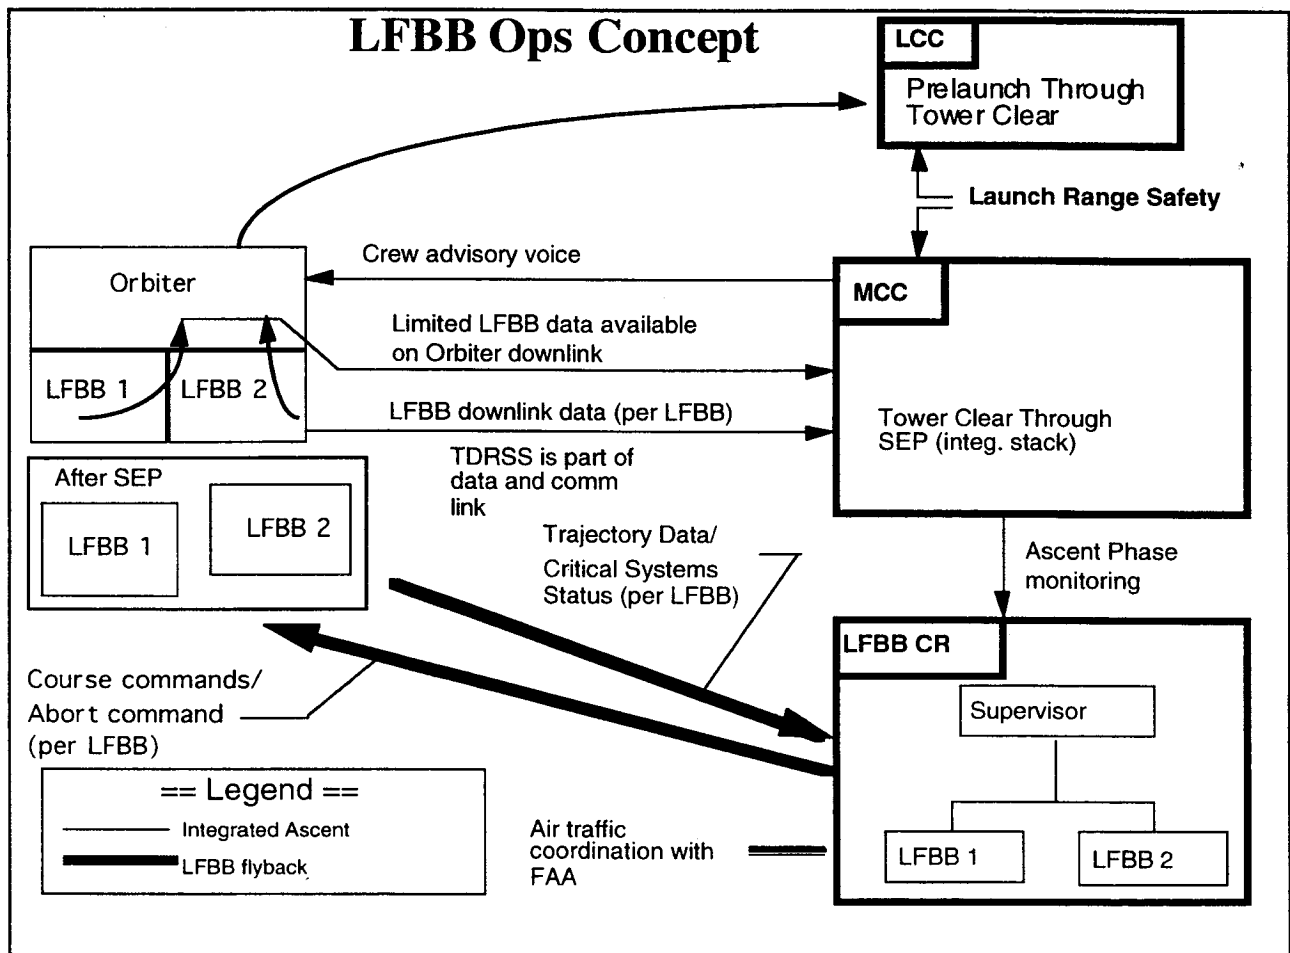 LFBB Ops Concept
LCC
Prelaunch Through
Tower Clear
Launch Range Safety
Crew advisory voice
Orbiter
MCC
Limited LFBB data available
on Orbiter downlink
LFBB 1
LFBB 2
LFBB downlink data (per LFBB)
Tower Clear Through
SEP (integ. stack)
TDRSS is part of
data and comm
link
After SEP
LFBB 1
LFBB 2
Trajectory Data/
Critical Systems
Status (per LFBB)
Ascent Phase
monitoring
LFBB CR
Supervisor
LFBB 1
LFBB 2
Course commands/
Abort command
(per LFBB)
== Legend ==
Integrated Ascent
LFBB flyback
Air traffic
coordination with
FAA